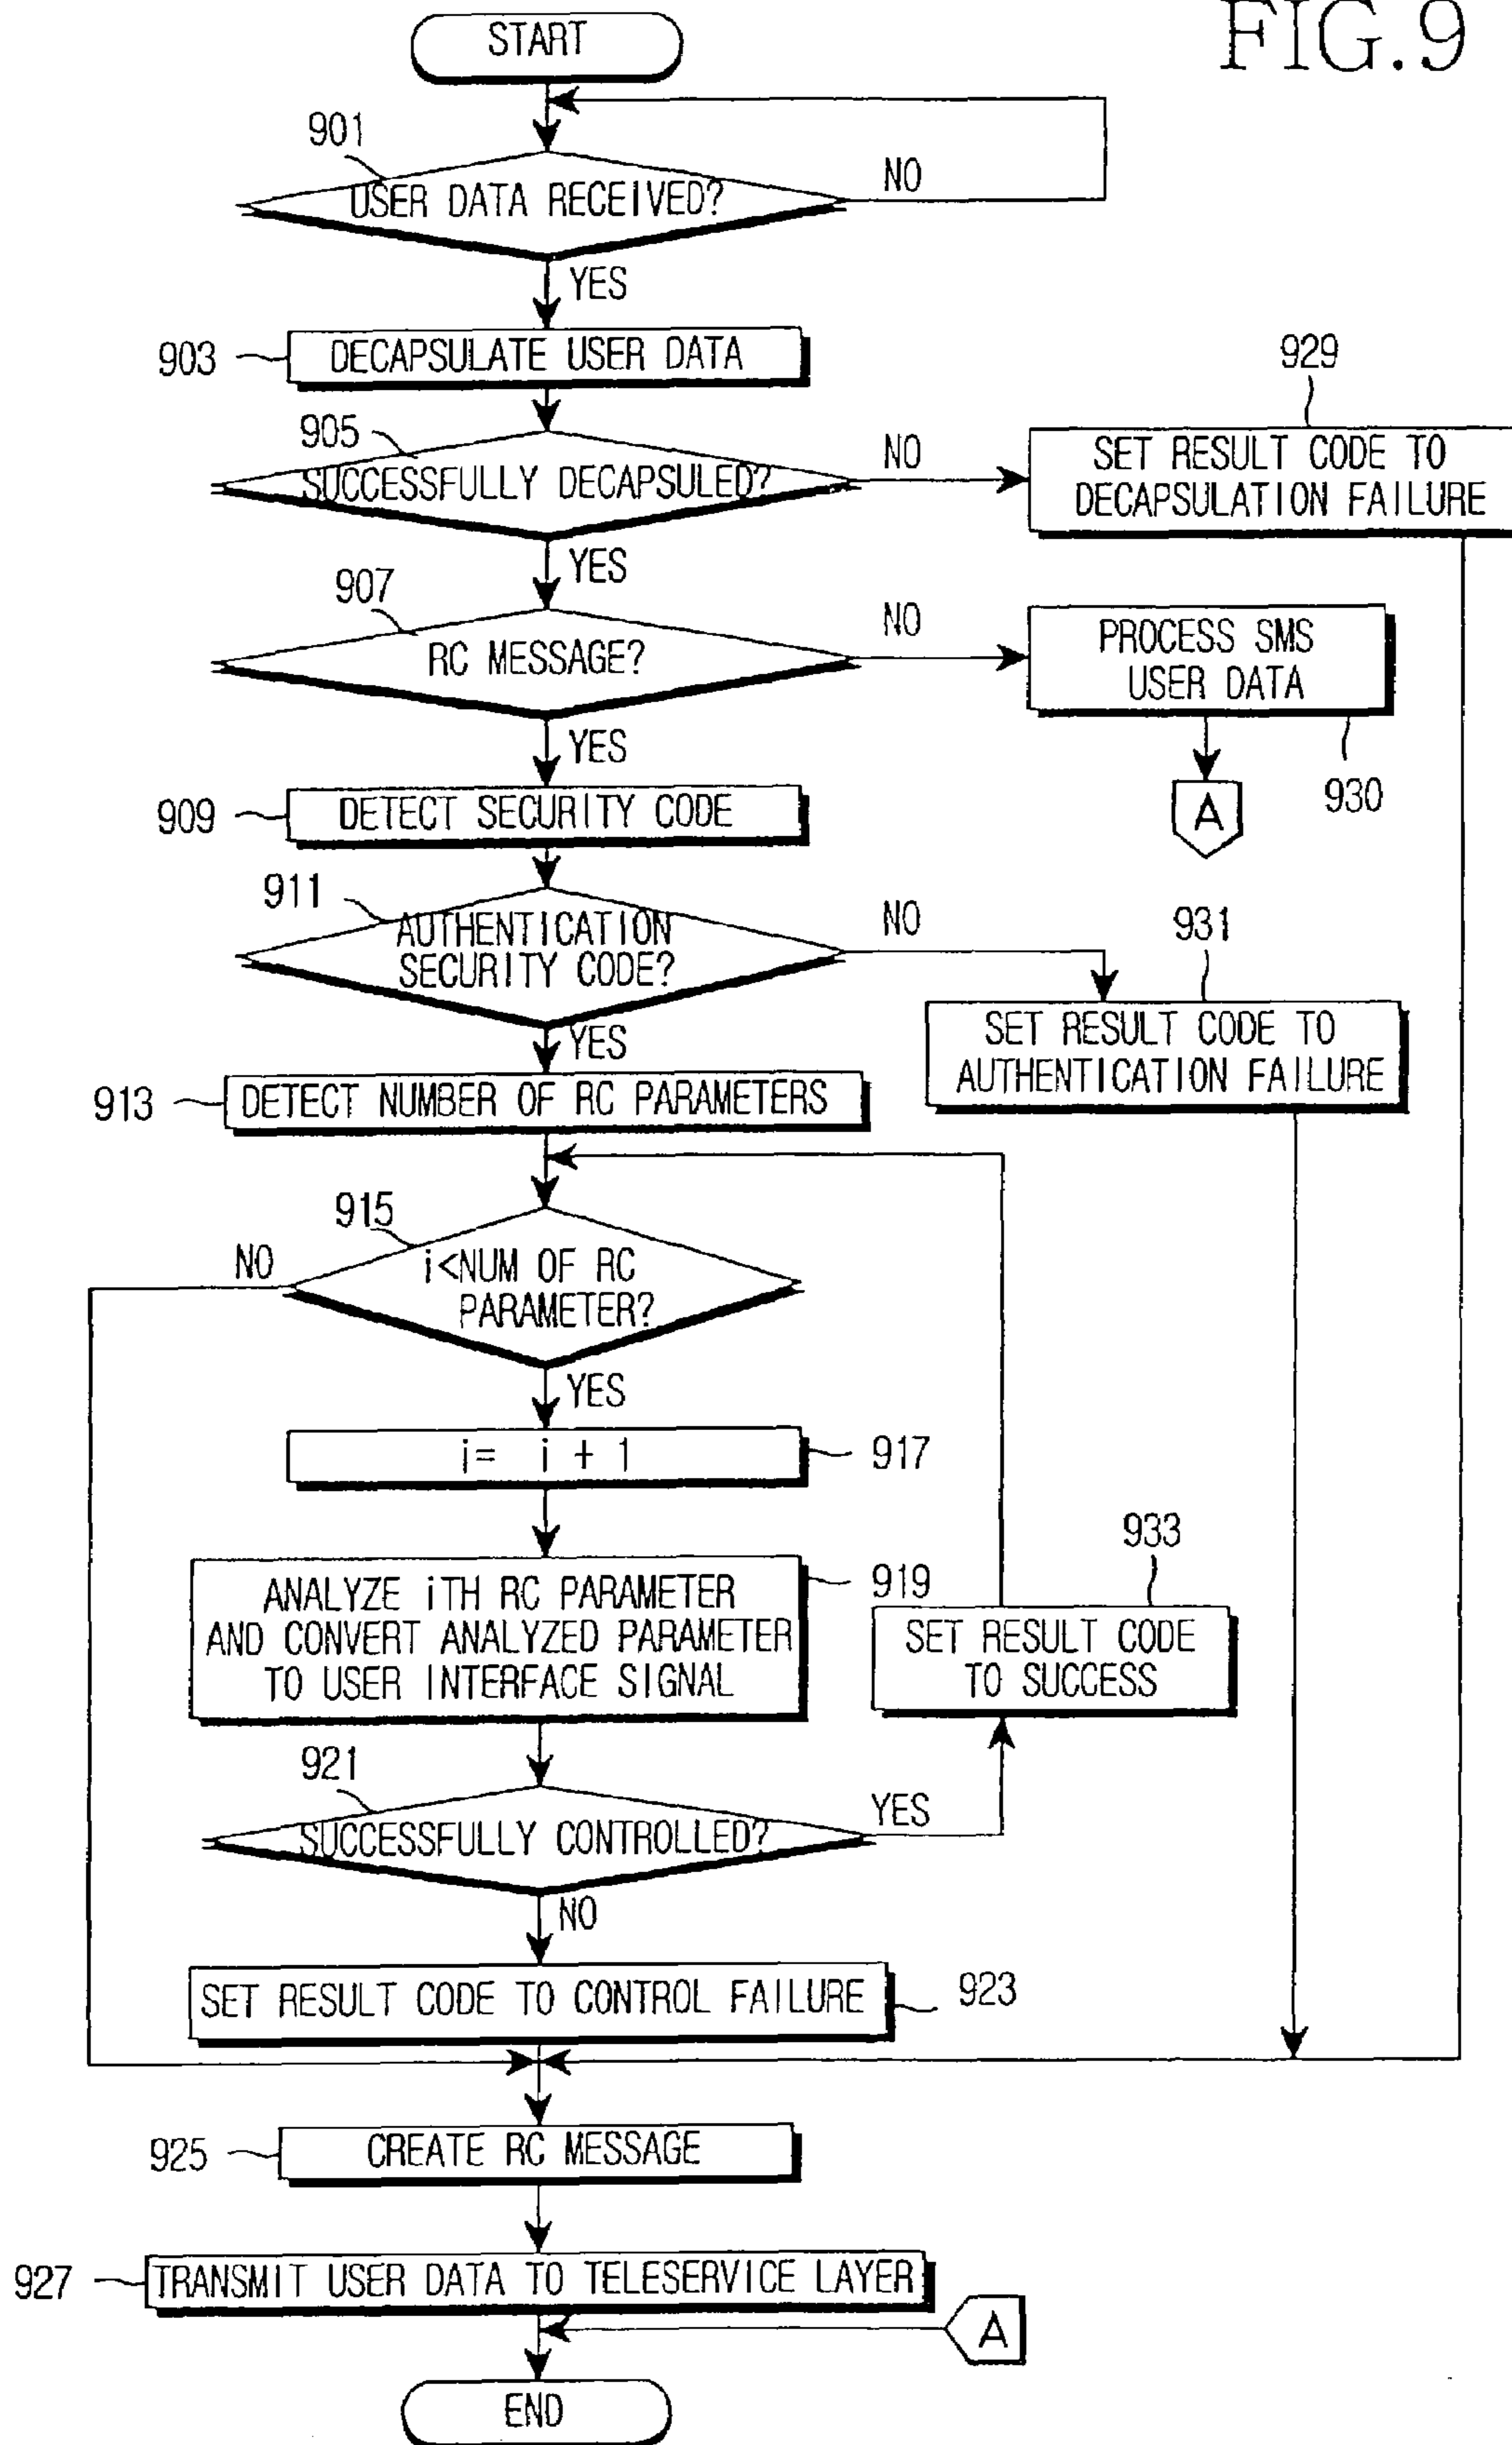 FIG.9
START
901
USER DATA RECEIVED?
NO
YES
903
DECAPSULATE USER DATA
905
SUCCESSFULLY DECAPSULED?
NO
929
SET RESULT CODE TO
DECAPSULATION FAILURE
YES
907
RC MESSAGE?
NO
PROCESS SMS
USER DATA
930
A
YES
909
DETECT SECURITY CODE
911
AUTHENTICATION
SECURITY CODE?
NO
931
SET RESULT CODE TO
AUTHENTICATION FAILURE
YES
913
DETECT NUMBER OF RC PARAMETERS
915
i<NUM OF RC
PARAMETER?
NO
YES
i= i + 1
917
ANALYZE iTH RC PARAMETER
AND CONVERT ANALYZED PARAMETER
TO USER INTERFACE SIGNAL
919
933
SET RESULT CODE
TO SUCCESS
921
SUCCESSFULLY CONTROLLED?
YES
NO
SET RESULT CODE TO CONTROL FAILURE
923
925
CREATE RC MESSAGE
927
TRANSMIT USER DATA TO TELESERVICE LAYER
A
END